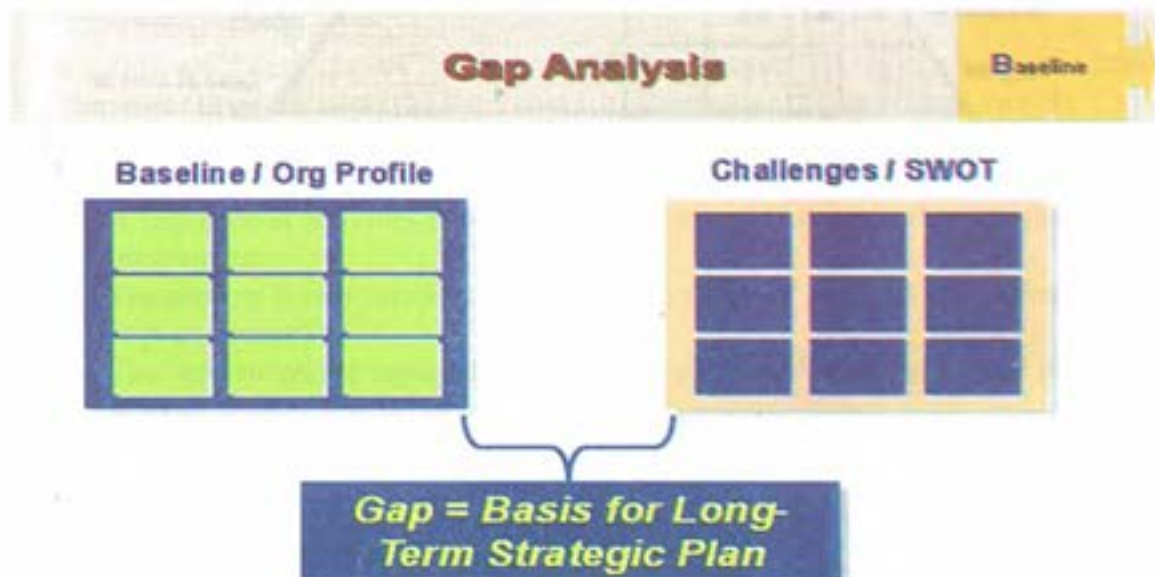 Gap Analysis
Baseline
Baseline / Org Profile
Challenges / SWOT
Gap = Basis for Long-
Term Strategic Plan